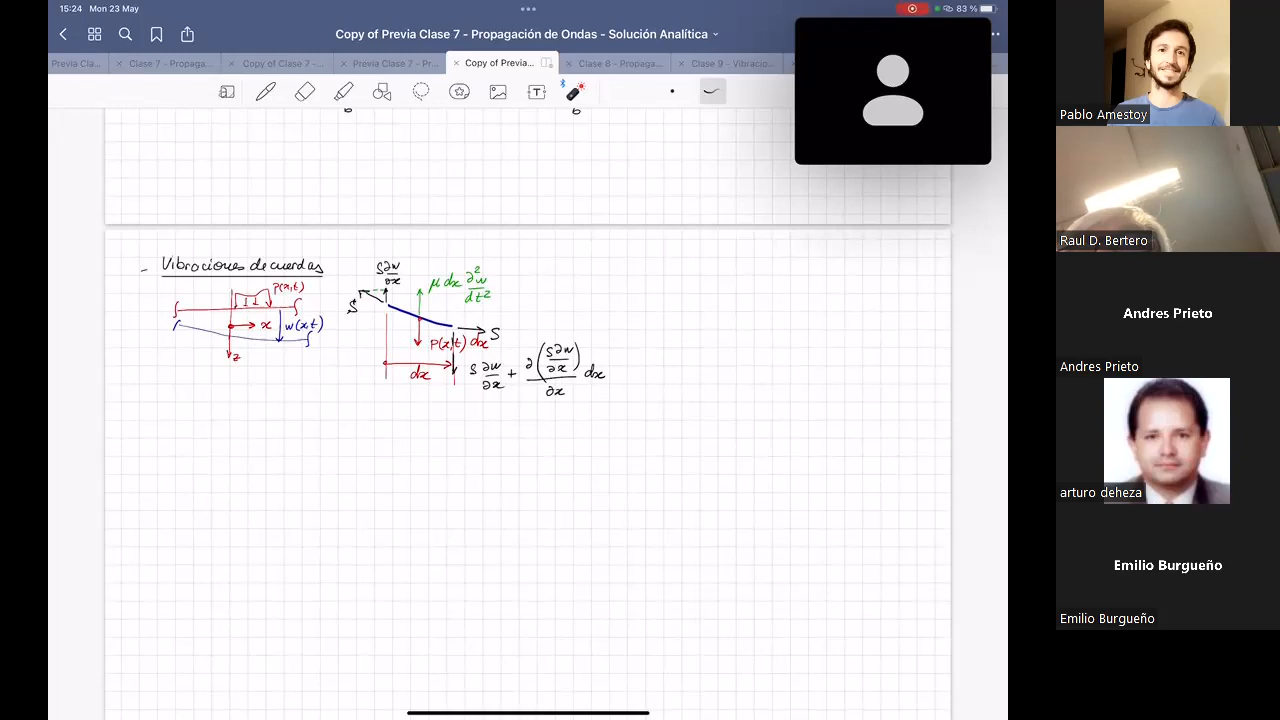 15:24 Mon 23 May
83 %
Copy of Previa Clase 7 - Propagación de Ondas - Solución Analítica
Previa Cla...
Clase 7 - Propaga...
Copy of Clase 7 -...
Previa Clase 7 - Pr...
Copy of Previa...
Clase 8 - Propaga...
Clase 9 - Vibracio...
- Vibraciones de cuerdas
P(x,t)
x
w(x,t)
z
S∂w/∂x
S
μ dx ∂²w/dt²
S
P(x,t) dx
dx
S ∂w/∂x + ∂(S∂w/∂x)/∂x dx
Pablo Amestoy
Raul D. Bertero
Andres Prieto
Andres Prieto
arturo deheza
Emilio Burgueño
Emilio Burgueño